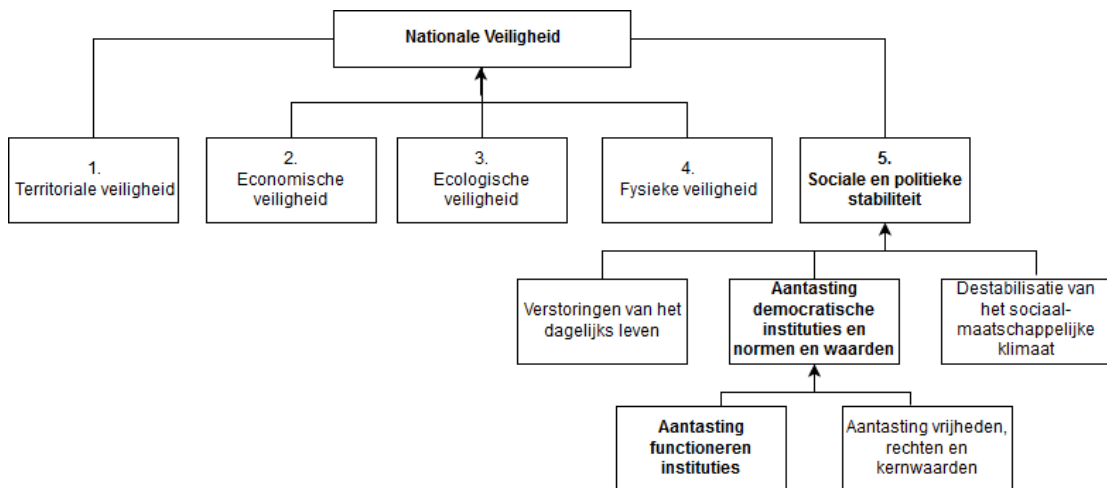 Nationale Veiligheid
1.
Territoriale veiligheid
2.
Economische
veiligheid
3.
Ecologische
veiligheid
4.
Fysieke veiligheid
5.
Sociale en politieke
stabiliteit
Verstoringen van het
dagelijks leven
Aantasting
democratische
instituties en
normen en waarden
Destabilisatie van
het sociaal-
maatschappelijke
klimaat
Aantasting
functioneren
instituties
Aantasting vrijheden,
rechten en
kernwaarden